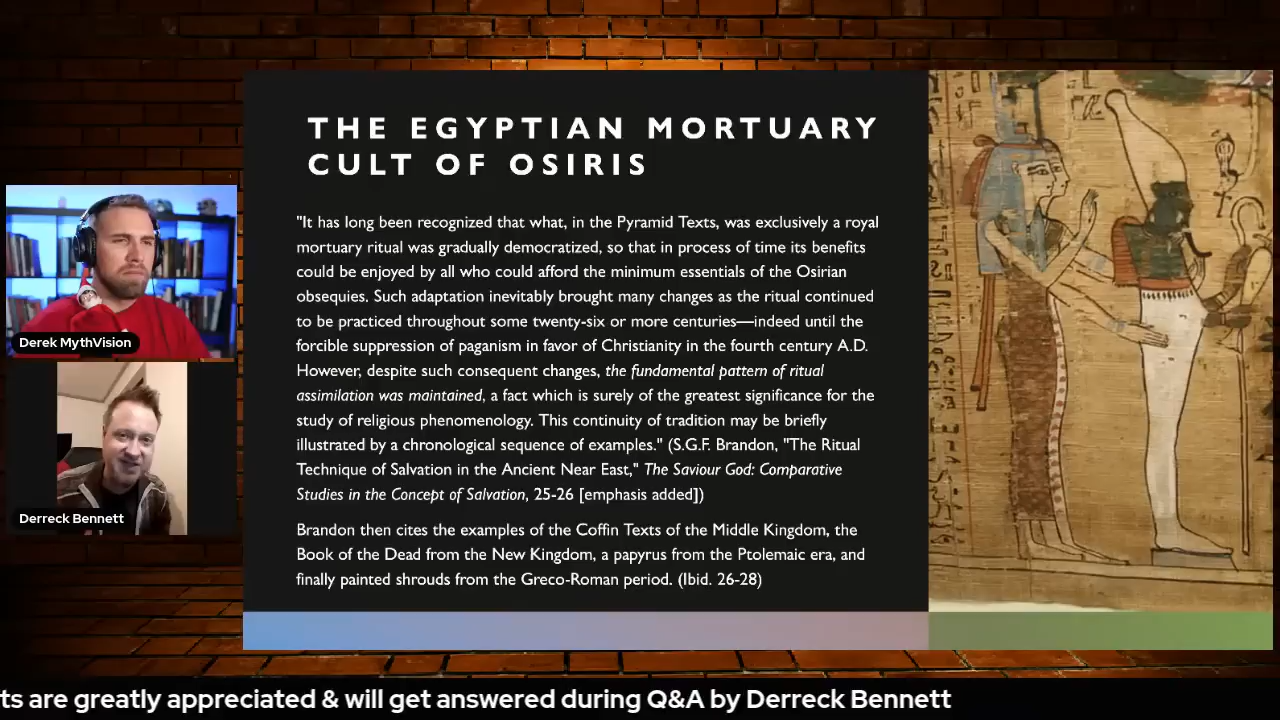 THE EGYPTIAN MORTUARY
CULT OF OSIRIS
"It has long been recognized that what, in the Pyramid Texts, was exclusively a royal
mortuary ritual was gradually democratized, so that in process of time its benefits
could be enjoyed by all who could afford the minimum essentials of the Osirian
obsequies. Such adaptation inevitably brought many changes as the ritual continued
to be practiced throughout some twenty-six or more centuries—indeed until the
forcible suppression of paganism in favor of Christianity in the fourth century A.D.
However, despite such consequent changes, the fundamental pattern of ritual
assimilation was maintained, a fact which is surely of the greatest significance for the
study of religious phenomenology. This continuity of tradition may be briefly
illustrated by a chronological sequence of examples." (S.G.F. Brandon, "The Ritual
Technique of Salvation in the Ancient Near East," The Saviour God: Comparative
Studies in the Concept of Salvation, 25-26 [emphasis added])
Brandon then cites the examples of the Coffin Texts of the Middle Kingdom, the
Book of the Dead from the New Kingdom, a papyrus from the Ptolemaic era, and
finally painted shrouds from the Greco-Roman period. (Ibid. 26-28)
Derek MythVision
Derreck Bennett
ts are greatly appreciated & will get answered during Q&A by Derreck Bennett